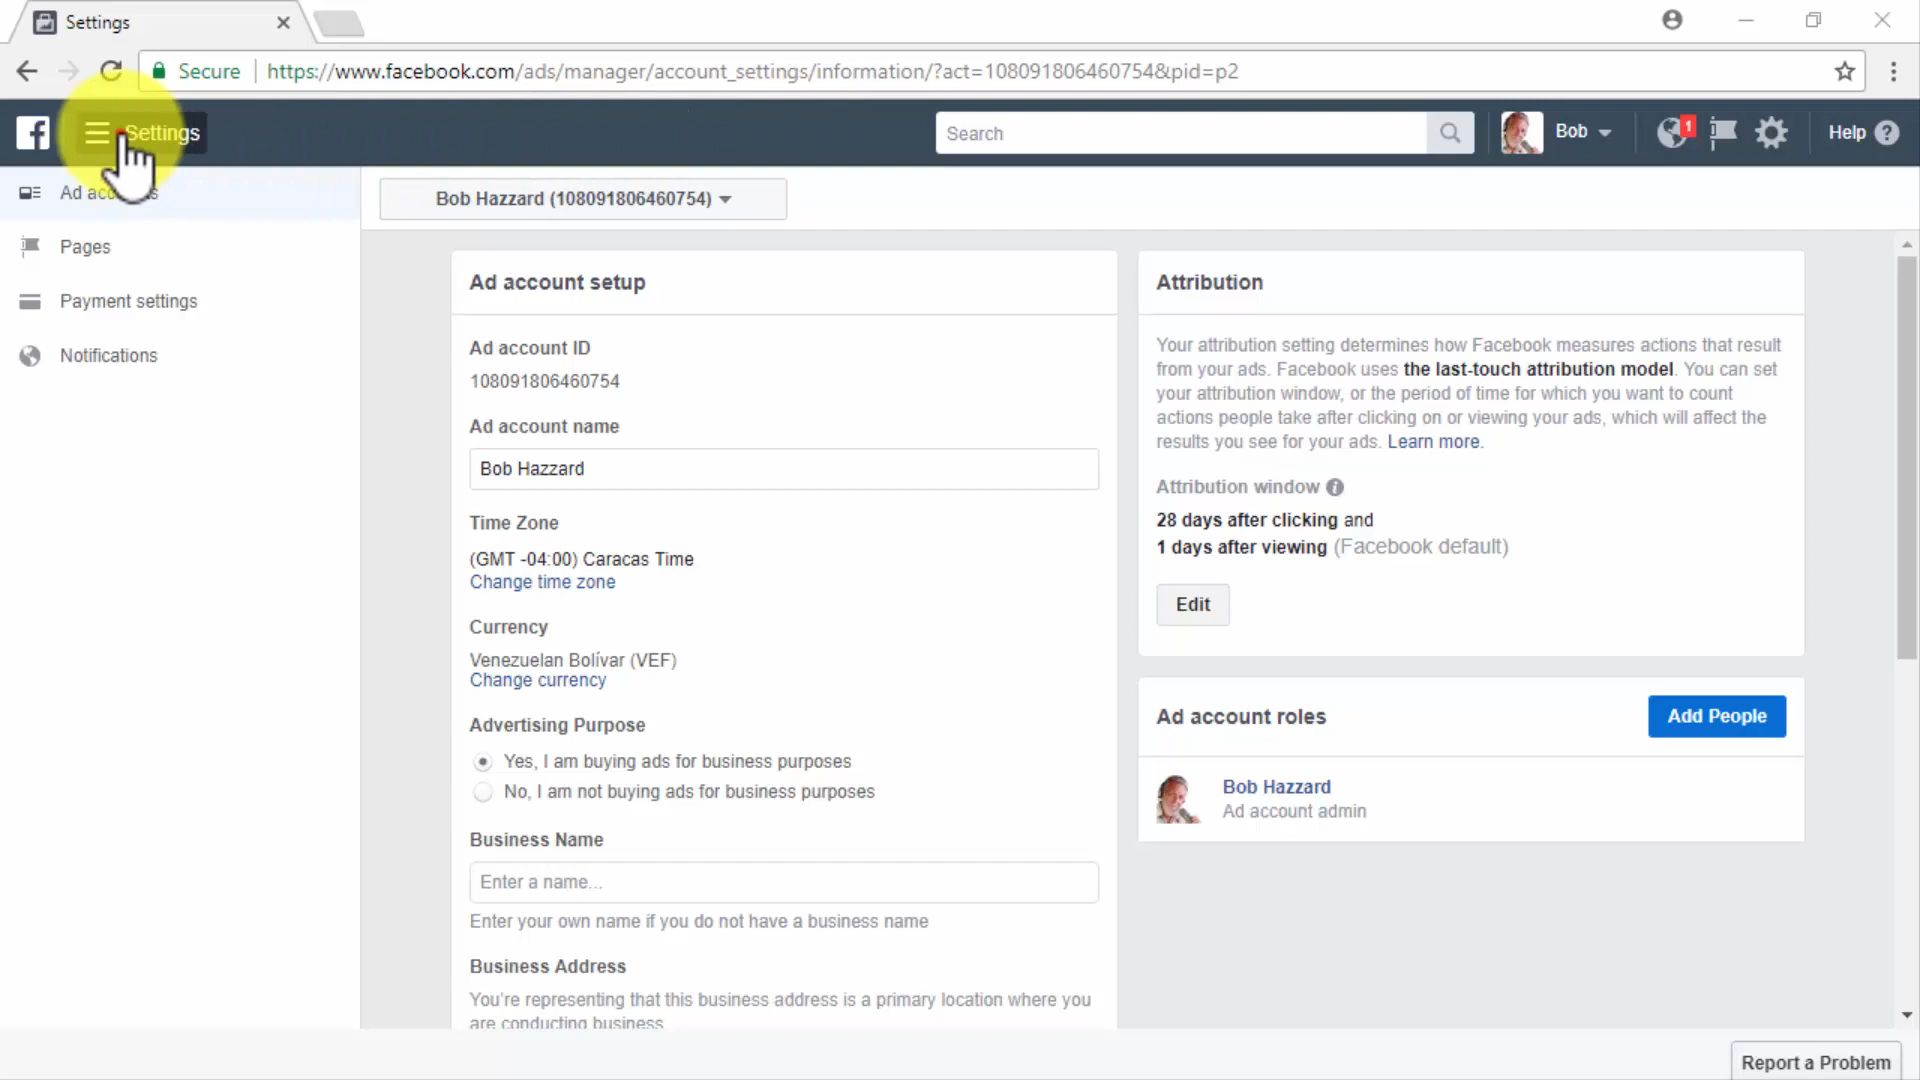 Settings
Secure
https://www.facebook.com/ads/manager/account_settings/information/?act=108091806460754&pid=p2
Settings
Search
Bob
1
Help
Pages
Payment settings
Notifications
Bob Hazzard (108091806460754)
Ad account setup
Ad account ID
108091806460754
Ad account name
Bob Hazzard
Time Zone
(GMT -04:00) Caracas Time
Change time zone
Currency
Venezuelan Bolívar (VEF)
Change currency
Advertising Purpose
Yes, I am buying ads for business purposes
No, I am not buying ads for business purposes
Business Name
Enter a name...
Enter your own name if you do not have a business name
Business Address
You're representing that this business address is a primary location where you
are conducting business
Attribution
Your attribution setting determines how Facebook measures actions that result
from your ads. Facebook uses the last-touch attribution model. You can set
your attribution window, or the period of time for which you want to count
actions people take after clicking on or viewing your ads, which will affect the
results you see for your ads. Learn more.
Attribution window
28 days after clicking and
1 days after viewing (Facebook default)
Edit
Ad account roles
Add People
Bob Hazzard
Ad account admin
Report a Problem